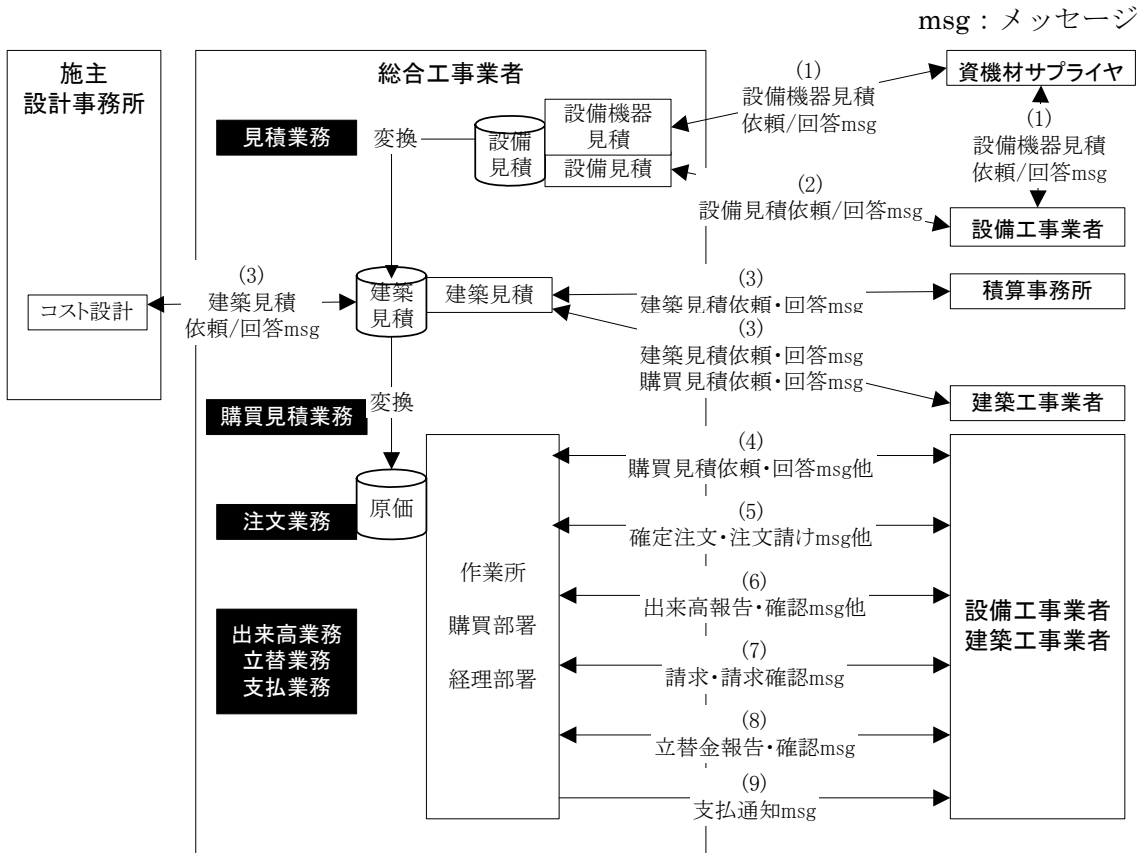 msg：メッセージ
施主
設計事務所
総合工事業者
資機材サプライヤ
(1)
設備機器見積
依頼/回答msg
(1)
設備機器見積
依頼/回答msg
見積業務
変換
設備
見積
設備機器
見積
設備見積
(2)
設備見積依頼/回答msg
設備工事業者
コスト設計
(3)
建築見積
依頼/回答msg
建築
見積
建築見積
(3)
建築見積依頼・回答msg
積算事務所
(3)
建築見積依頼・回答msg
購買見積依頼・回答msg
建築工事業者
購買見積業務
変換
(4)
購買見積依頼・回答msg他
注文業務
原価
(5)
確定注文・注文請けmsg他
作業所
購買部署
経理部署
(6)
出来高報告・確認msg他
設備工事業者
建築工事業者
出来高業務
立替業務
支払業務
(7)
請求・請求確認msg
(8)
立替金報告・確認msg
(9)
支払通知msg